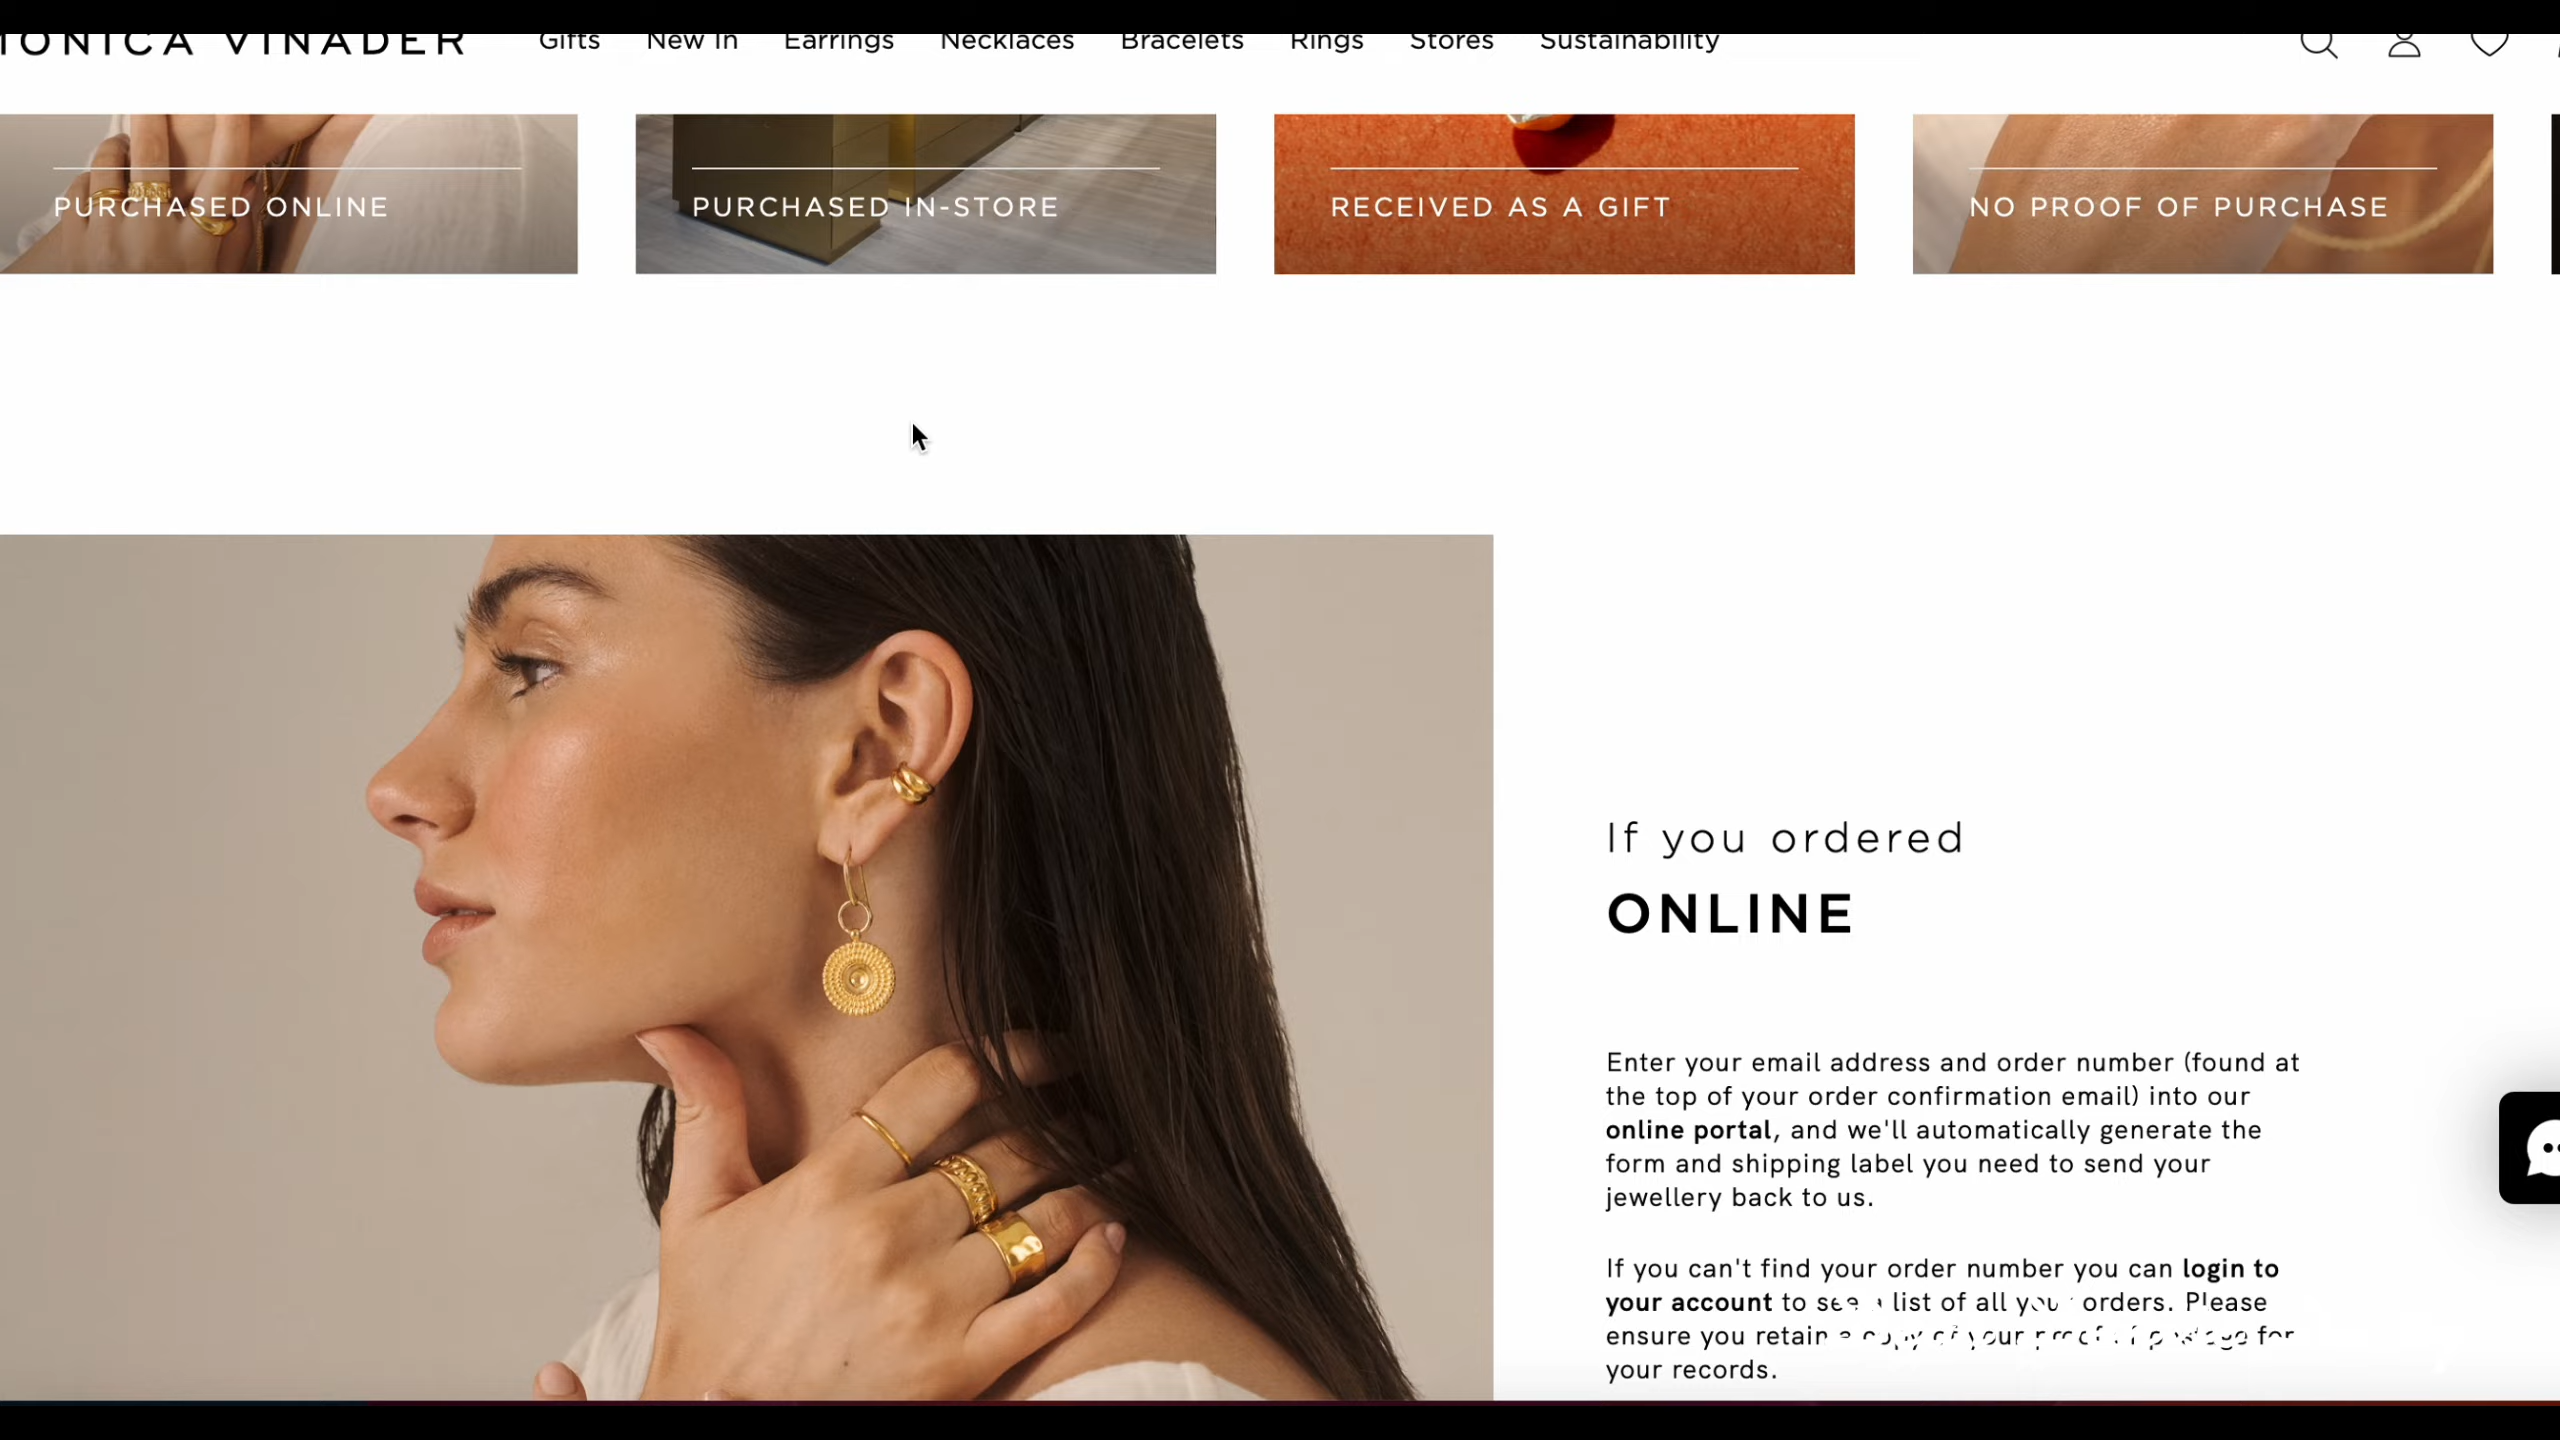 MONICA VINADER
Gifts New In Earrings Necklaces Bracelets Rings Stores Sustainability
PURCHASED ONLINE
PURCHASED IN-STORE
RECEIVED AS A GIFT
NO PROOF OF PURCHASE
If you ordered
ONLINE
Enter your email address and order number (found at
the top of your order confirmation email) into our
online portal, and we'll automatically generate the
form and shipping label you need to send your
jewellery back to us.
If you can't find your order number you can login to
your account to see a list of all your orders. Please
ensure you retain a copy of your proof of postage for
your records.